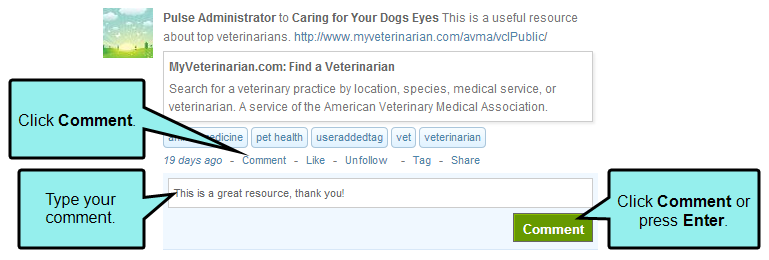 Pulse Administrator to Caring for Your Dogs Eyes This is a useful resource
about top veterinarians. http://www.myveterinarian.com/avma/vclPublic/
MyVeterinarian.com: Find a Veterinarian
Search for a veterinary practice by location, species, medical service, or
veterinarian. A service of the American Veterinary Medical Association.
Click Comment.
medicine pet health useraddedtag vet veterinarian
19 days ago - Comment - Like - Unfollow - Tag - Share
Type your
comment.
This is a great resource, thank you!
Comment
Click Comment or
press Enter.